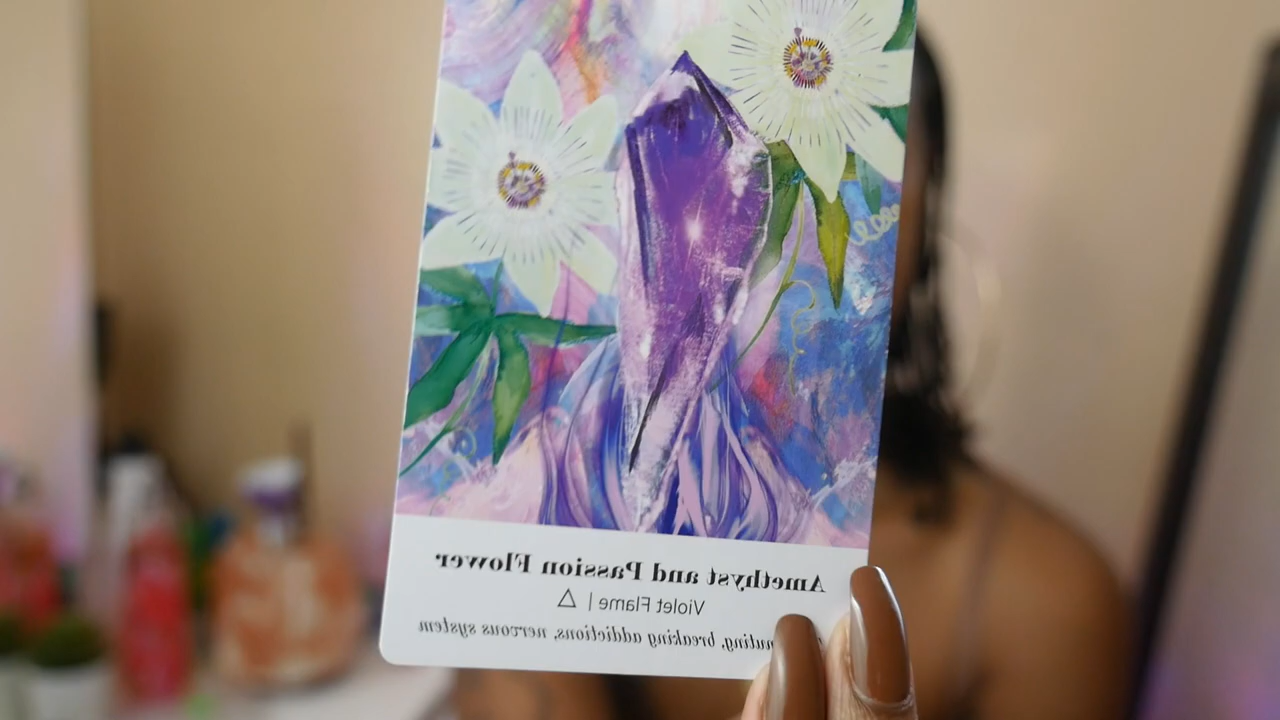 Amethyst and Passion Flower
Violet Flame | △
breaking addictions, nervous system